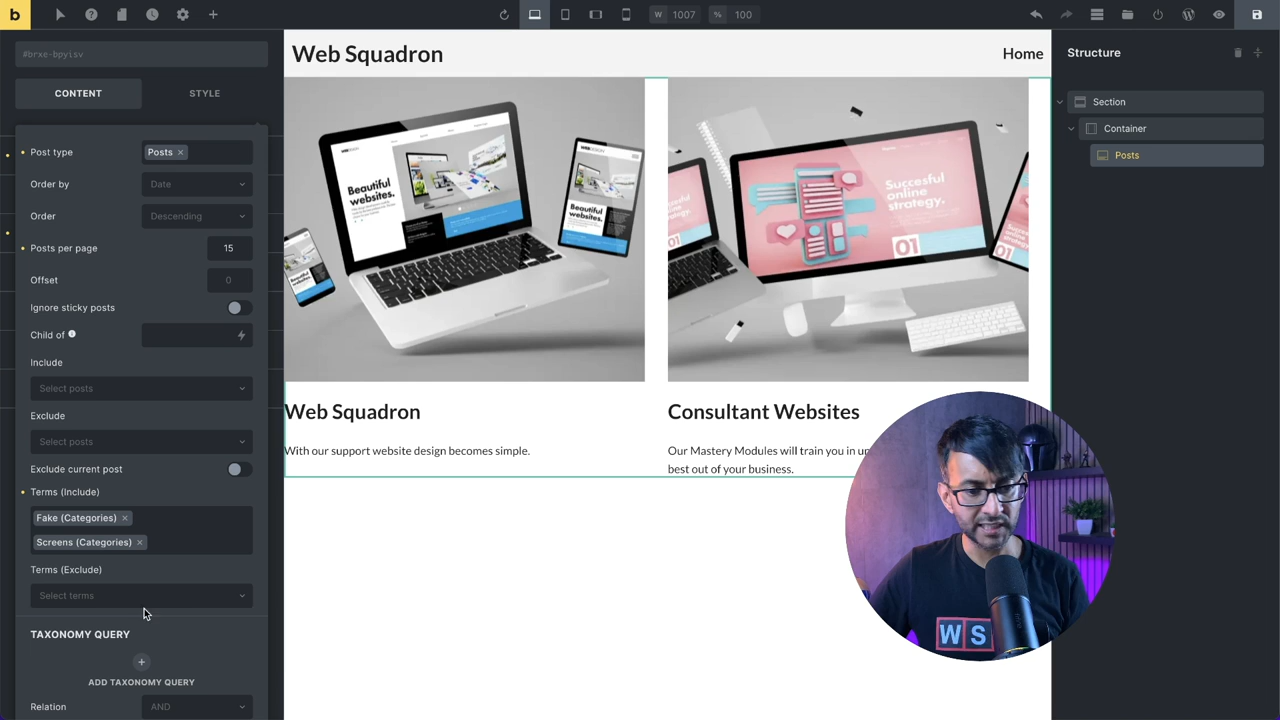 b
W 1007
% 100
#brxe-bpyisv
CONTENT
STYLE
Post type
Posts ×
Order by
Date
Order
Descending
Posts per page
15
Offset
0
Ignore sticky posts
Child of
Include
Select posts
Exclude
Select posts
Exclude current post
Terms (Include)
Fake (Categories) ×
Screens (Categories) ×
Terms (Exclude)
Select terms
TAXONOMY QUERY
ADD TAXONOMY QUERY
Relation
AND
Web Squadron
Home
Beautiful
websites.
Beautiful
websites.
Succesful
online
strategy.
01
01
01
Web Squadron
With our support website design becomes simple.
Consultant Websites
Our Mastery Modules will train you in
best out of your business.
W S
Structure
Section
Container
Posts